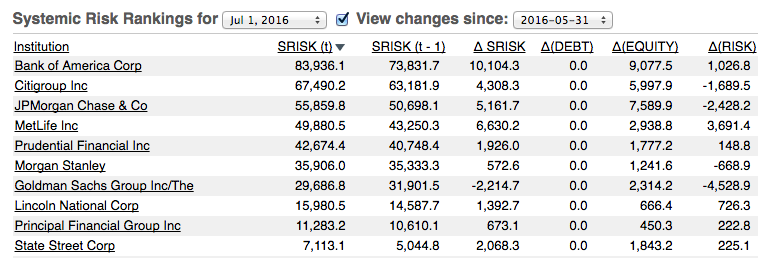 Systemic Risk Rankings for Jul 1, 2016 View changes since: 2016-05-31
Institution SRISK (t) SRISK (t - 1) Δ SRISK Δ(DEBT) Δ(EQUITY) Δ(RISK)
Bank of America Corp 83,936.1 73,831.7 10,104.3 0.0 9,077.5 1,026.8
Citigroup Inc 67,490.2 63,181.9 4,308.3 0.0 5,997.9 -1,689.5
JPMorgan Chase & Co 55,859.8 50,698.1 5,161.7 0.0 7,589.9 -2,428.2
MetLife Inc 49,880.5 43,250.3 6,630.2 0.0 2,938.8 3,691.4
Prudential Financial Inc 42,674.4 40,748.4 1,926.0 0.0 1,777.2 148.8
Morgan Stanley 35,906.0 35,333.3 572.6 0.0 1,241.6 -668.9
Goldman Sachs Group Inc/The 29,686.8 31,901.5 -2,214.7 0.0 2,314.2 -4,528.9
Lincoln National Corp 15,980.5 14,587.7 1,392.7 0.0 666.4 726.3
Principal Financial Group Inc 11,283.2 10,610.1 673.1 0.0 450.3 222.8
State Street Corp 7,113.1 5,044.8 2,068.3 0.0 1,843.2 225.1